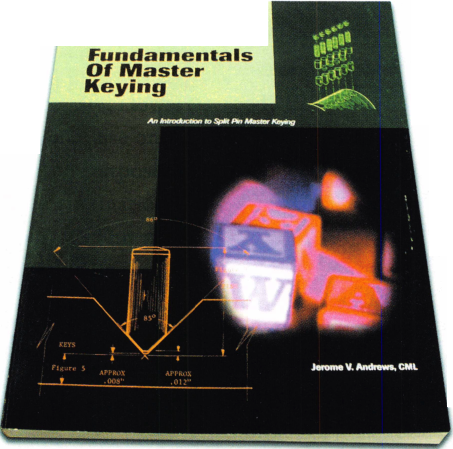 Fundamentals
Of Master
Keying
An Introduction to Split Pin Master Keying
86°
85°
KEYS
Figure 5
APPROX
.008"
APPROX
.012"
W
Jerome V. Andrews, CML